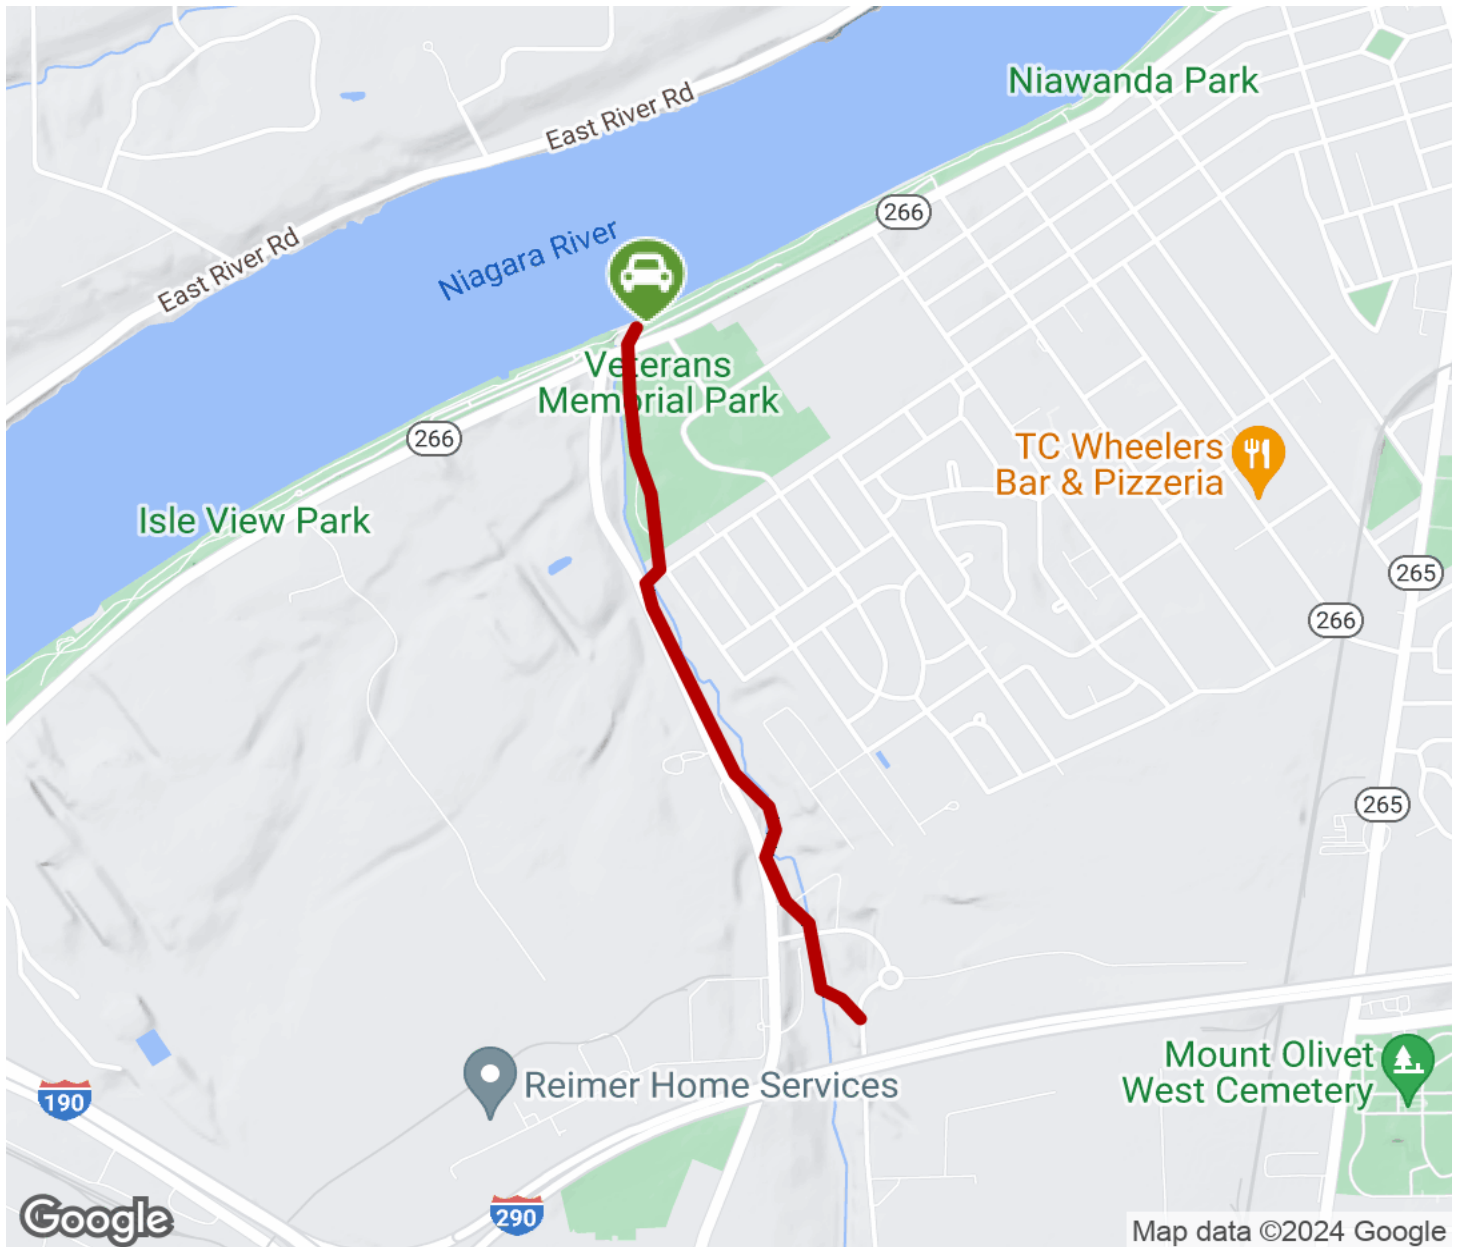 Niawanda Park
East River Rd
266
Niagara River
East River Rd
Veterans
Memorial Park
266
TC Wheelers
Bar & Pizzeria
Isle View Park
265
266
265
Mount Olivet
West Cemetery
Reimer Home Services
190
290
Google
Map data ©2024 Google